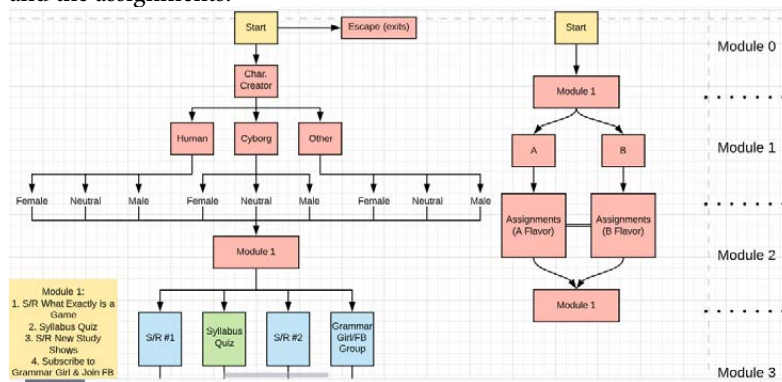 and the assignments.
Start
Escape (exits)
Start
Module 0
Char.
Creator
Module 1
Human
Cyborg
Other
A
B
Module 1
Female
Neutral
Male
Female
Neutral
Male
Female
Neutral
Male
Assignments
(A Flavor)
Assignments
(B Flavor)
Module 1
Module 2
Module 1
Module 1:
1. S/R What Exactly is a
Game
2. Syllabus Quiz
3. S/R New Study
Shows
4. Subscribe to
Grammar Girl & Join FB
S/R #1
Syllabus
Quiz
S/R #2
Grammar
Girl/FB
Group
Module 3